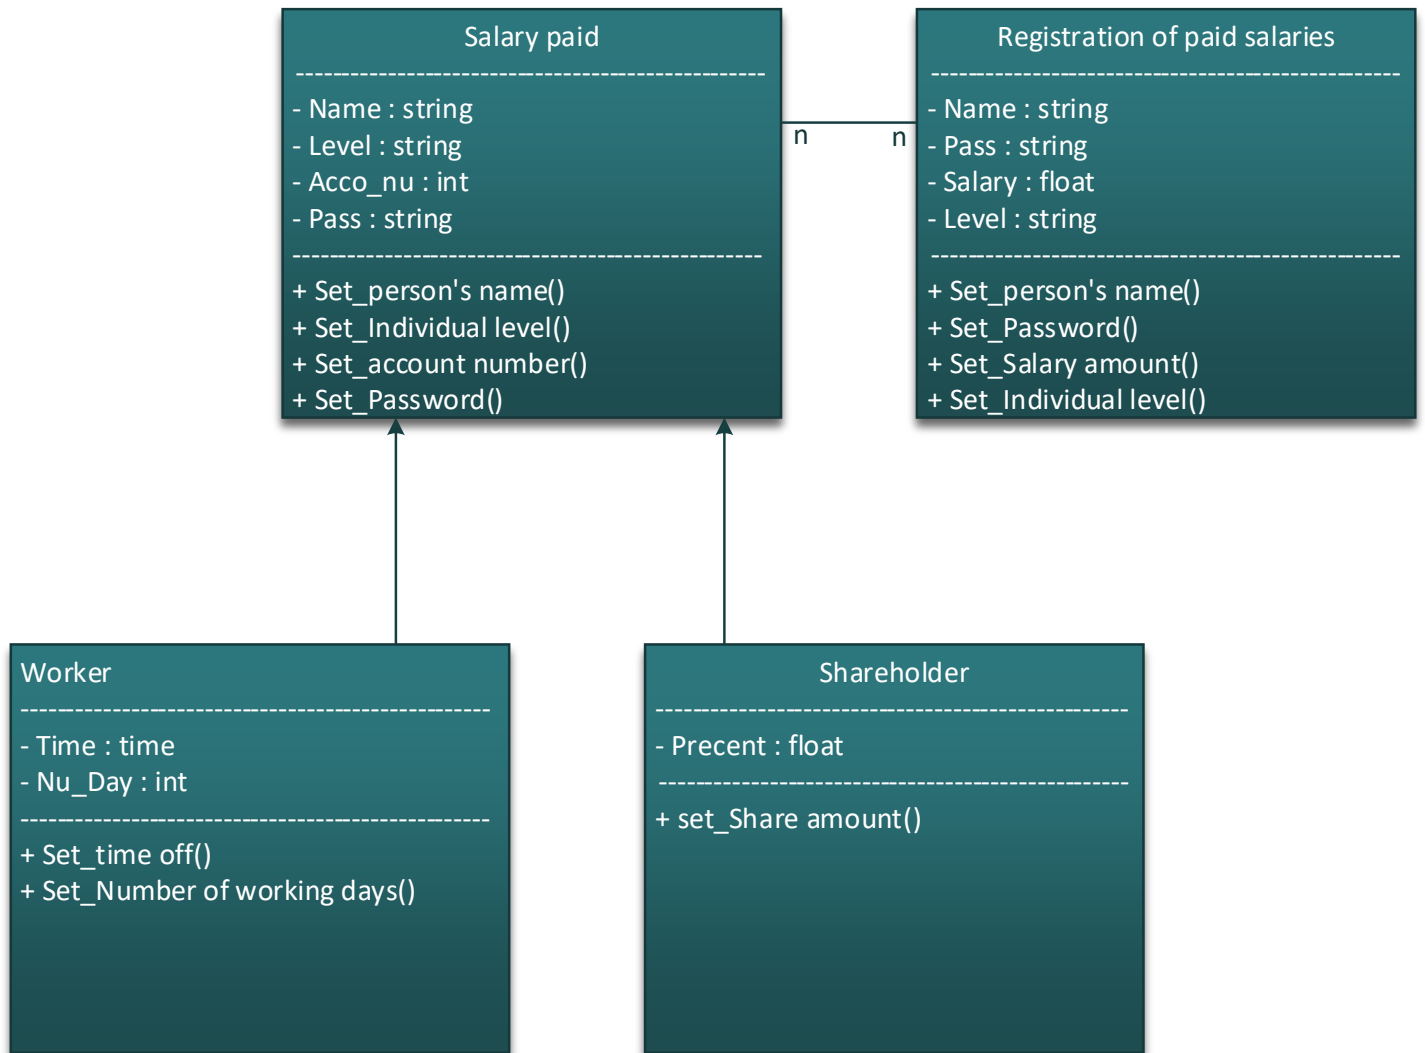 Salary paid
--------------------------------------------------
- Name : string
- Level : string
- Acco_nu : int
- Pass : string
--------------------------------------------------
+ Set_person's name()
+ Set_Individual level()
+ Set_account number()
+ Set_Password()
n
n
Registration of paid salaries
--------------------------------------------------
- Name : string
- Pass : string
- Salary : float
- Level : string
--------------------------------------------------
+ Set_person's name()
+ Set_Password()
+ Set_Salary amount()
+ Set_Individual level()
Worker
--------------------------------------------------
- Time : time
- Nu_Day : int
--------------------------------------------------
+ Set_time off()
+ Set_Number of working days()
Shareholder
--------------------------------------------------
- Precent : float
--------------------------------------------------
+ set_Share amount()